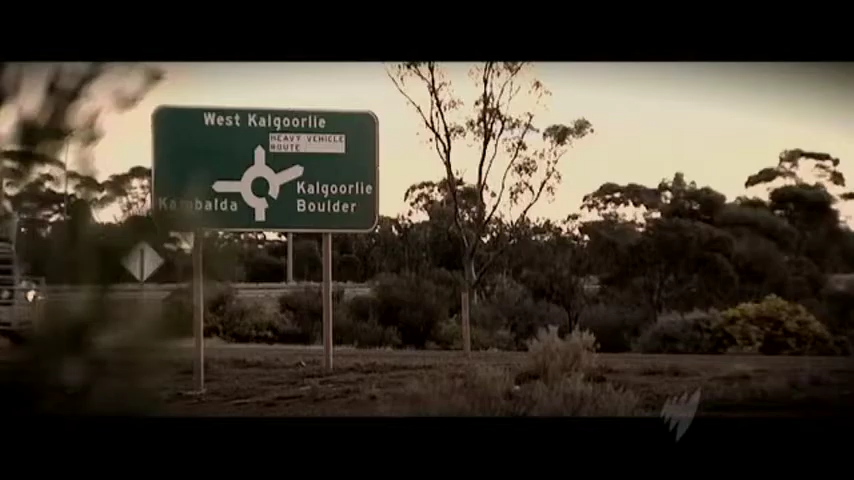 West Kalgoorlie
HEAVY VEHICLE
ROUTE
Kalgoorlie
Kambalda
Boulder